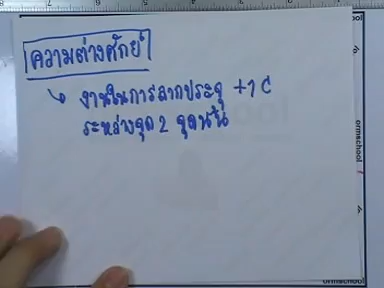 ความต่างศักย์
↳ งานในการลากประจุ +1 C
ระหว่างจุด 2 จุดนั้น
ormschool
ormschool